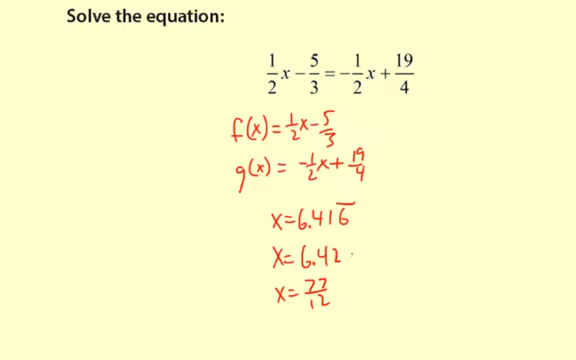 Solve the equation:
1/2 x - 5/3 = -1/2 x + 19/4
f(x) = 1/2 x - 5/3
g(x) = -1/2 x + 19/4
x = 6.416̅
x = 6.42
x = 77/12